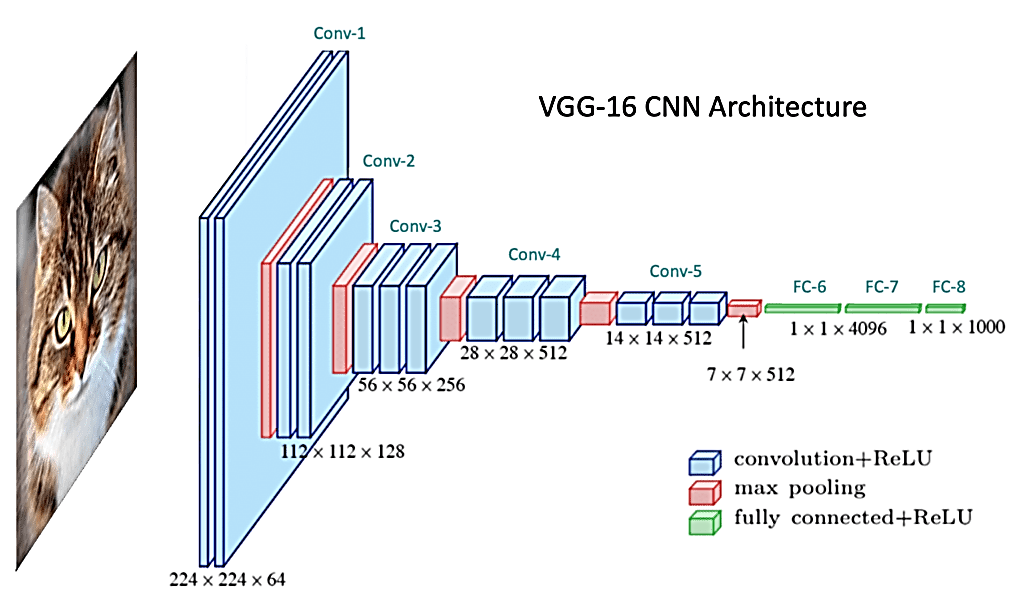 Conv-1
VGG-16 CNN Architecture
Conv-2
Conv-3
Conv-4
Conv-5
FC-6
FC-7
FC-8
1 × 1 × 4096
1 × 1 × 1000
14 × 14 × 512
28 × 28 × 512
7 × 7 × 512
56 × 56 × 256
112 × 112 × 128
convolution+ReLU
max pooling
fully connected+ReLU
224 × 224 × 64